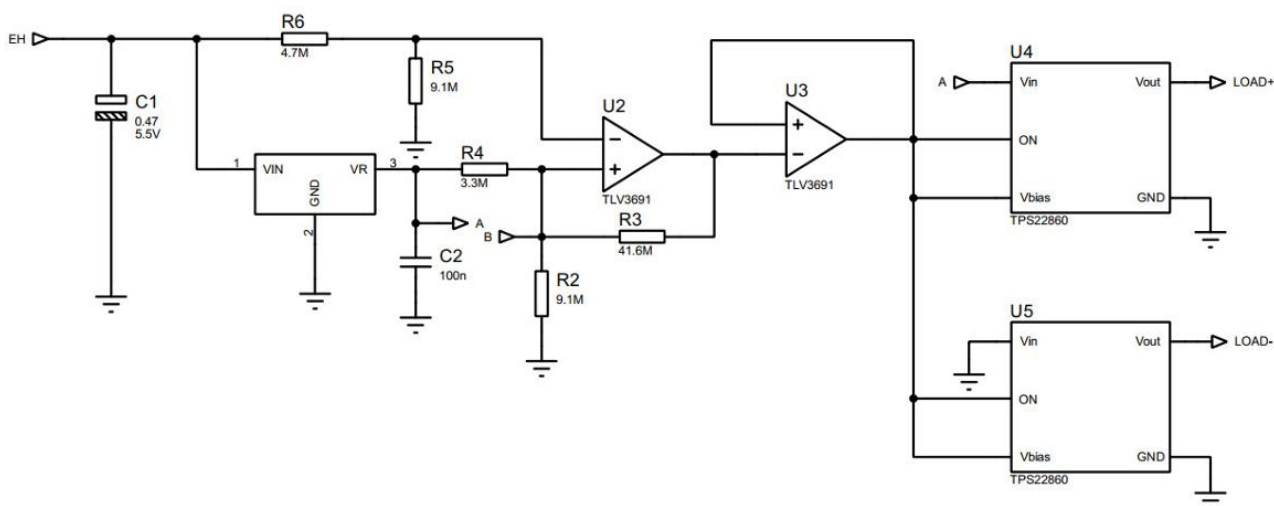 EH
R6
4.7M
C1
0.47
5.5V
R5
9.1M
1
VIN
VR
3
GND
2
R4
3.3M
A
B
C2
100n
U2
TLV3691
R3
41.6M
R2
9.1M
U3
TLV3691
U4
A
Vin
Vout
LOAD+
ON
Vbias
GND
TPS22860
U5
Vin
Vout
LOAD-
ON
Vbias
GND
TPS22860